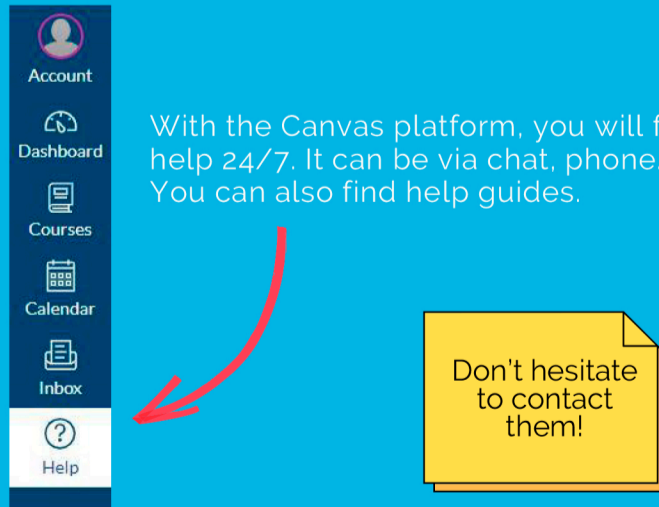 Account
Dashboard
Courses
Calendar
Inbox
Help
With the Canvas platform, you will f
help 24/7. It can be via chat, phone.
You can also find help guides.
Don't hesitate
to contact
them!